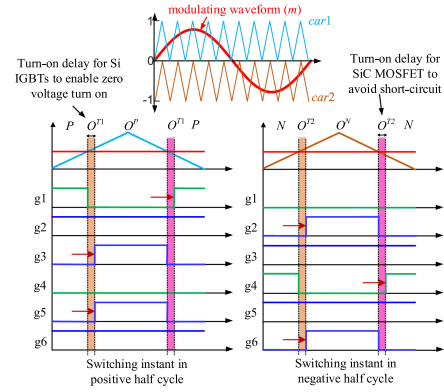 modulating waveform (m)
1
car1
0
-1
car2
Turn-on delay for Si
IGBTs to enable zero
voltage turn on
Turn-on delay for
SiC MOSFET to
avoid short-circuit
P O^T1 O^P O^T1 P
N O^T2 O^N O^T2 N
g1
g2
g3
g4
g5
g6
g1
g2
g3
g4
g5
g6
Switching instant in
positive half cycle
Switching instant in
negative half cycle